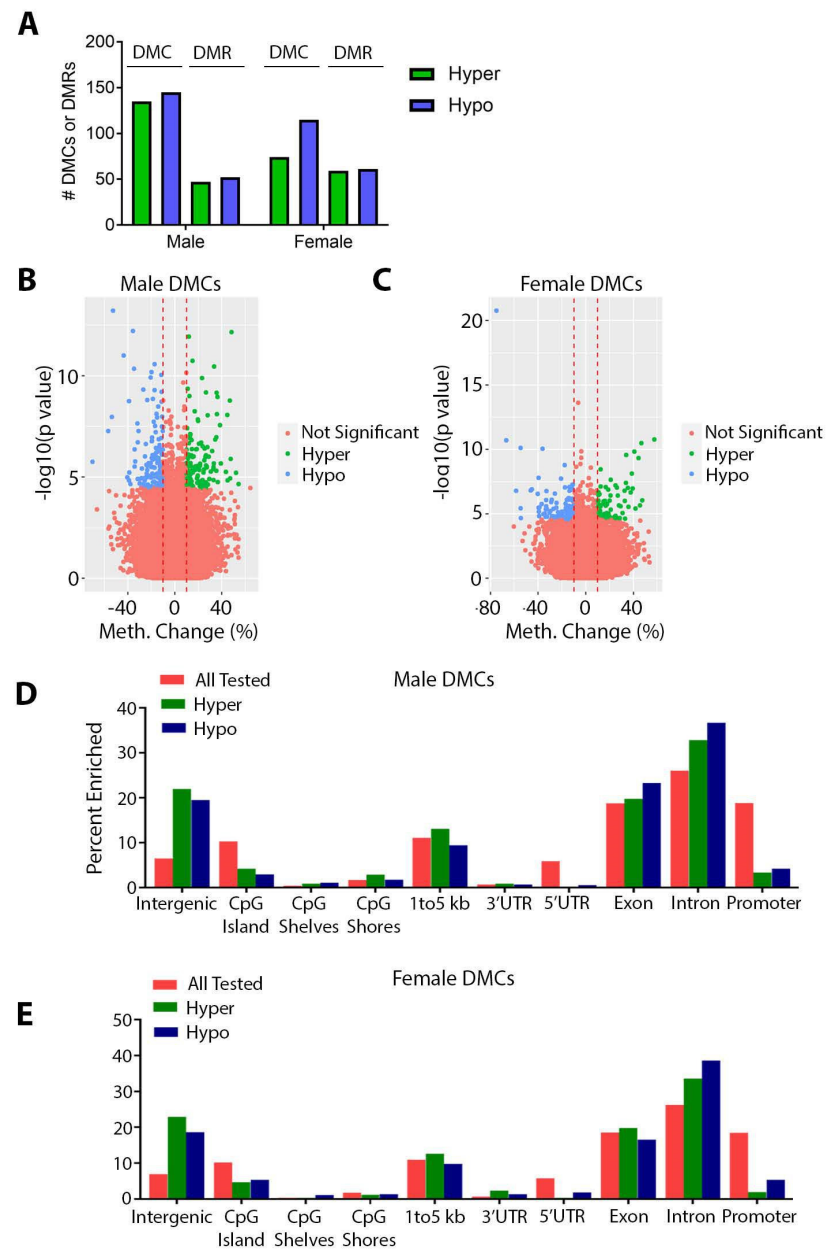 A
200
150
100
50
0
# DMCs or DMRs
DMC DMR DMC DMR
Male Female
Hyper
Hypo
B
Male DMCs
10
5
0
-log10(p value)
-40 0 40
Meth. Change (%)
Not Significant
Hyper
Hypo
C
Female DMCs
20
15
10
5
0
-log10(p value)
-80 -40 0 40
Meth. Change (%)
Not Significant
Hyper
Hypo
D
Male DMCs
All Tested
Hyper
Hypo
40
30
20
10
0
Percent Enriched
Intergenic CpG CpG CpG 1to5 kb 3'UTR 5'UTR Exon Intron Promoter
Island Shelves Shores
E
Female DMCs
All Tested
Hyper
Hypo
50
40
30
20
10
0
Intergenic CpG CpG CpG 1to5 kb 3'UTR 5'UTR Exon Intron Promoter
Island Shelves Shores